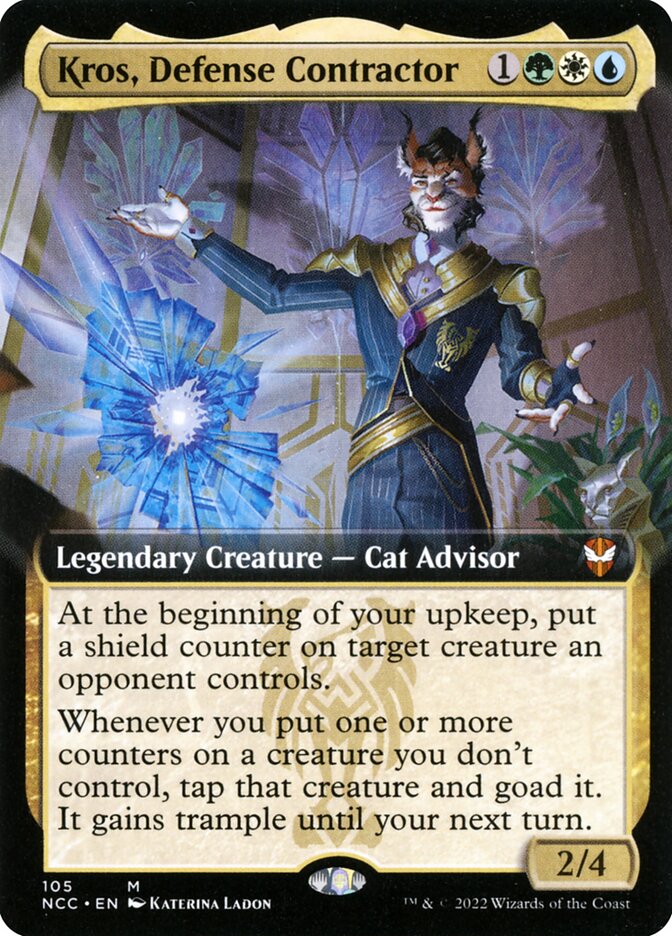 Kros, Defense Contractor 1
Legendary Creature — Cat Advisor
At the beginning of your upkeep, put
a shield counter on target creature an
opponent controls.
Whenever you put one or more
counters on a creature you don't
control, tap that creature and goad it.
It gains trample until your next turn.
2/4
105 M
NCC • EN KATERINA LADON
™ & © 2022 Wizards of the Coast